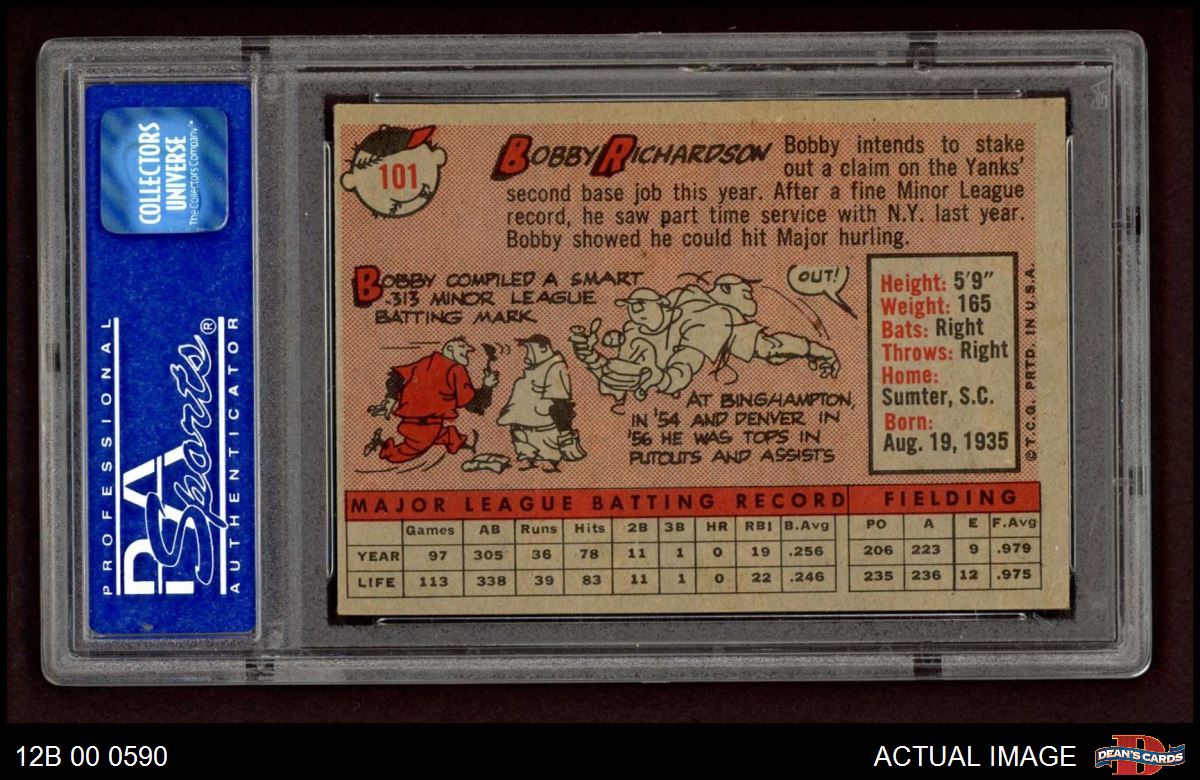 COLLECTORS
UNIVERSE
The Collectors Company™
PROFESSIONAL
PSA
Sports®
AUTHENTICATOR
101
BOBBY RICHARDSON
Bobby intends to stake
out a claim on the Yanks'
second base job this year. After a fine Minor League
record, he saw part time service with N.Y. last year.
Bobby showed he could hit Major hurling.
BOBBY COMPILED A SMART
.313 MINOR LEAGUE
BATTING MARK
OUT!
AT BINGHAMPTON,
IN '54 AND DENVER IN
'56 HE WAS TOPS IN
PUTOUTS AND ASSISTS
Height: 5'9"
Weight: 165
Bats: Right
Throws: Right
Home:
Sumter, S.C.
Born:
Aug. 19, 1935
©T.C.G. PRTD. IN U.S.A.
MAJOR LEAGUE BATTING RECORD FIELDING
Games AB Runs Hits 2B 3B HR RBI B.Avg PO A E F.Avg
YEAR 97 305 36 78 11 1 0 19 .256 206 223 9 .979
LIFE 113 338 39 83 11 1 0 22 .246 235 236 12 .975
12B 00 0590
ACTUAL IMAGE
DEAN'S CARDS